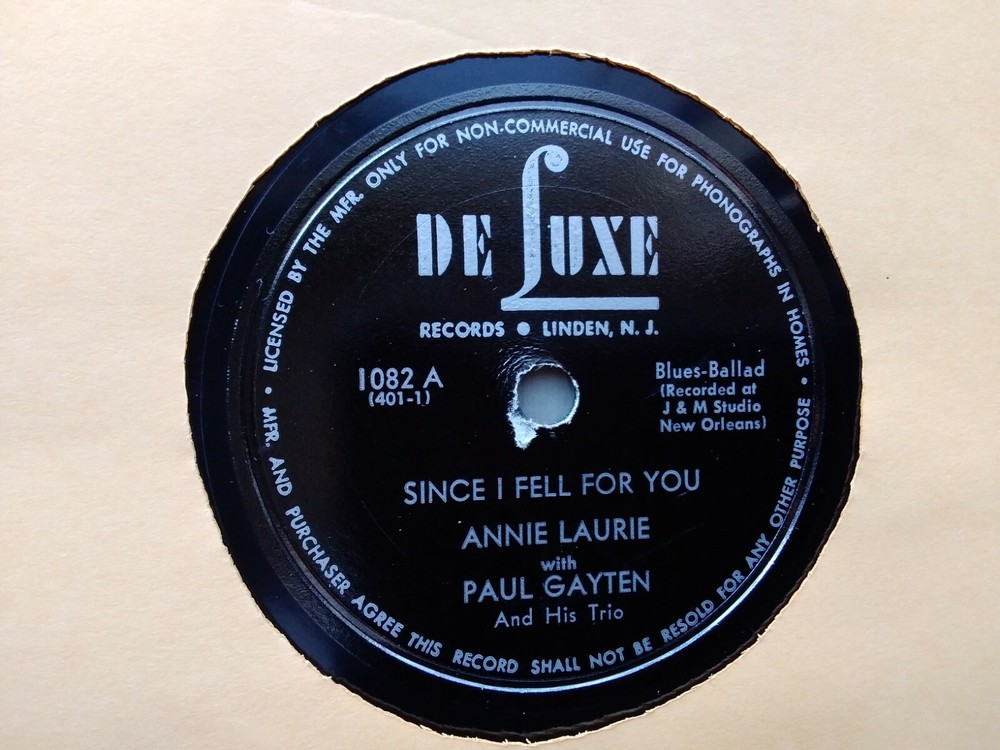 LICENSED BY THE MFR. ONLY FOR NON-COMMERCIAL USE FOR PHONOGRAPHS IN HOMES •
DE LUXE
RECORDS • LINDEN, N. J.
1082 A
(401-1)
Blues-Ballad
(Recorded at
J & M Studio
New Orleans)
SINCE I FELL FOR YOU
ANNIE LAURIE
with
PAUL GAYTEN
And His Trio
• MFR. AND PURCHASER AGREE THIS RECORD SHALL NOT BE RESOLD FOR ANY OTHER PURPOSE